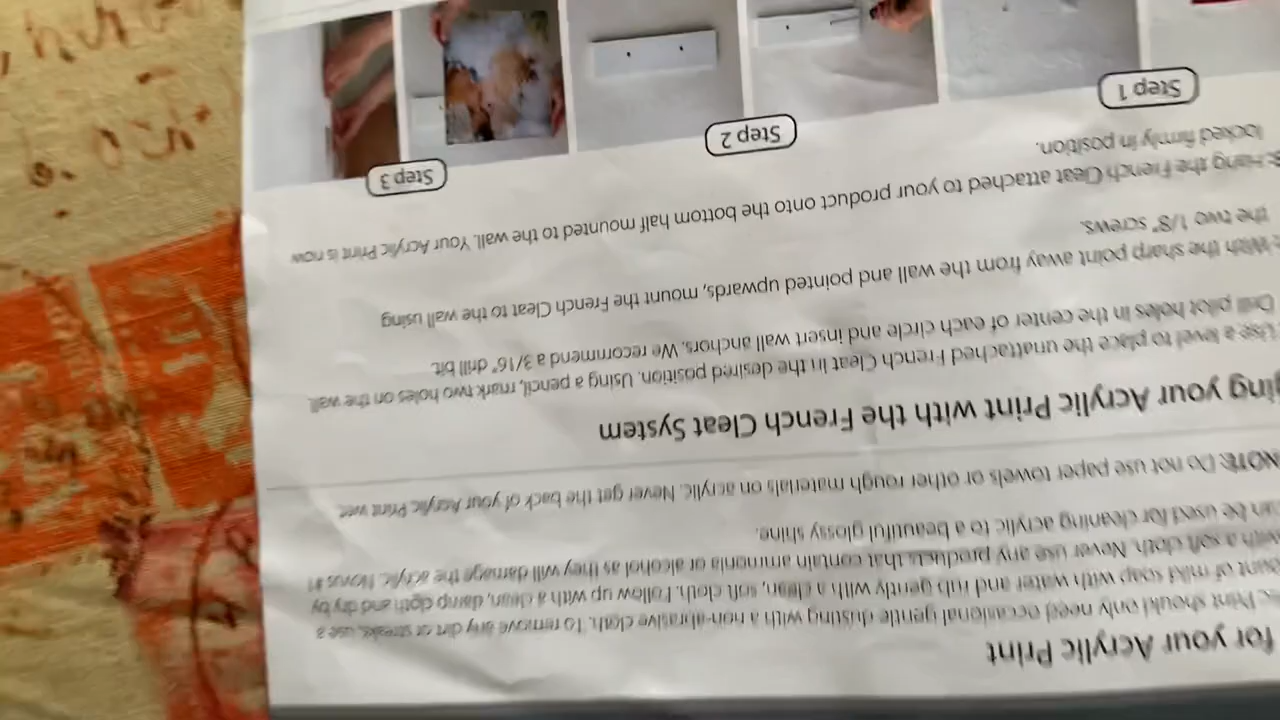 for your Acrylic Print
Print should only need occasional gentle dusting with a non-abrasive cloth. To remove any dirt or streaks, use a
of mild soap with water and rub gently with a clean, soft cloth. Follow up with a clean, damp cloth and dry by
with a soft cloth. Never use any products that contain ammonia or alcohol as they will damage the acrylic. Novus #1
be used for cleaning acrylic to a beautiful glossy shine.
NOTE: Do not use paper towels or other rough materials on acrylic. Never get the back of your Acrylic Print wet.
your Acrylic Print with the French Cleat System
Use a level to place the unattached French Cleat in the desired position. Using a pencil, mark two holes on the wall.
Drill pilot holes in the center of each circle and insert wall anchors. We recommend a 3/16" drill bit.
With the sharp point away from the wall and pointed upwards, mount the French Cleat to the wall using
the two 1/8" screws.
Hang the French Cleat attached to your product onto the bottom half mounted to the wall. Your Acrylic Print is now
locked firmly in position.
Step 1
Step 2
Step 3